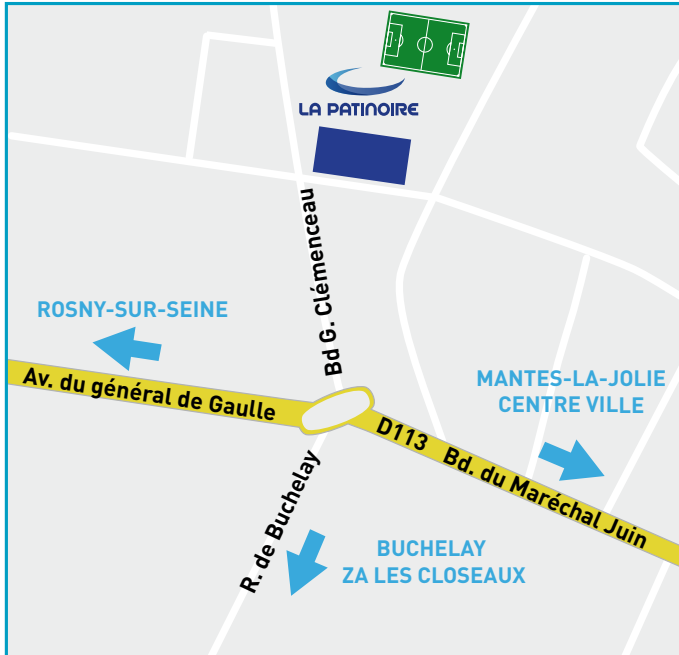 LA PATINOIRE
Bd G. Clémenceau
ROSNY-SUR-SEINE
Av. du général de Gaulle
MANTES-LA-JOLIE
CENTRE VILLE
D113 Bd. du Maréchal Juin
R. de Buchelay
BUCHELAY
ZA LES CLOSEAUX